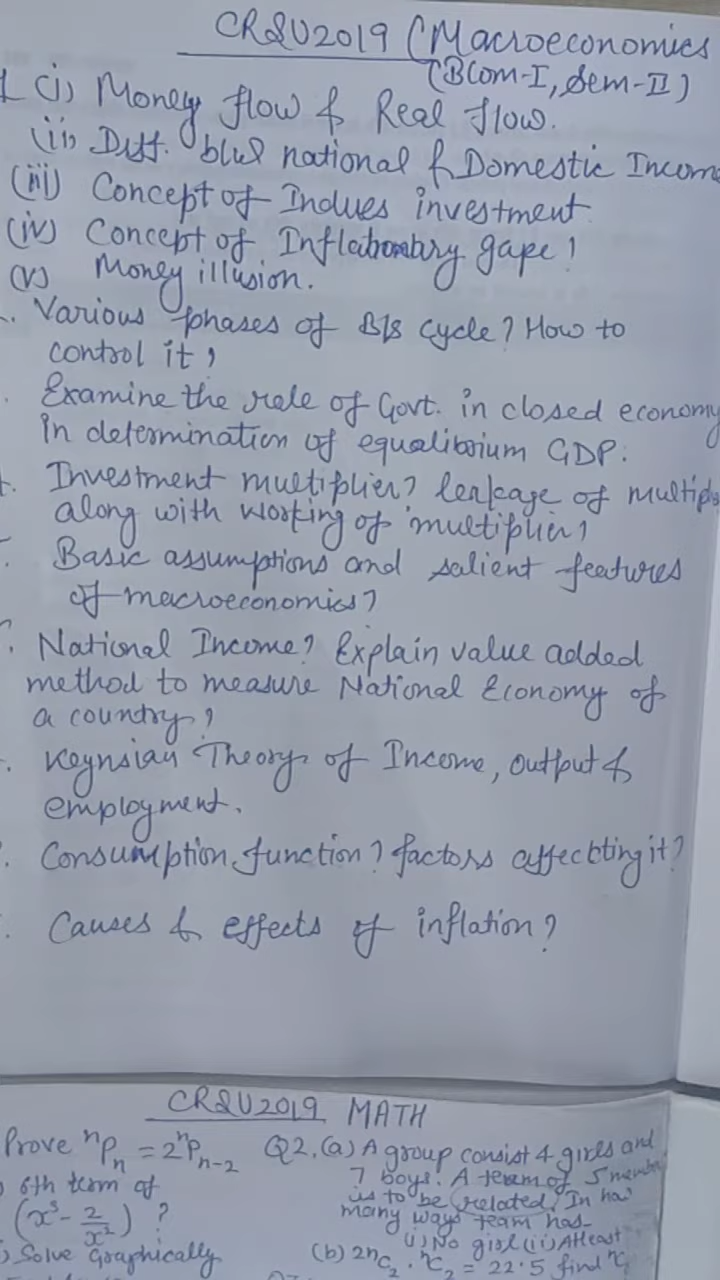 CRSU2019 (Macroeconomics
(BCom-I, Sem-II)
1 (i) Money flow & Real flow.
(ii) Diff. b/w national & Domestic Income
(iii) Concept of Indues investment
(iv) Concept of Inflationary gape!
(v) Money illusion.
Various phases of B/s cycle? How to
control it?
Examine the role of Govt. in closed economy
in determination of equalibrium GDP.
Investment multiplier? leakage of multip
along with working of multiplier?
Basic assumptions and salient features
of macroeconomics?
National Income? Explain value added
method to measure National Economy of
a country?
Keynsian Theory of Income, output &
employment.
Consumption function? factors affectting it?
Causes & effects of inflation?
CRSU2019 MATH
Prove ⁿPₙ = 2ⁿPₙ₋₂ Q2. (a) A group consist 4 girls and
7 boys. A team of 5 member
6th term of
is to be related. In how
(x³ - 2/x²) ?
many ways team has-
(i) No girl (ii) Atleast
Solve Graphically
(b) 2nC₂ . ⁿC₂ = 22.5 find ⁿC